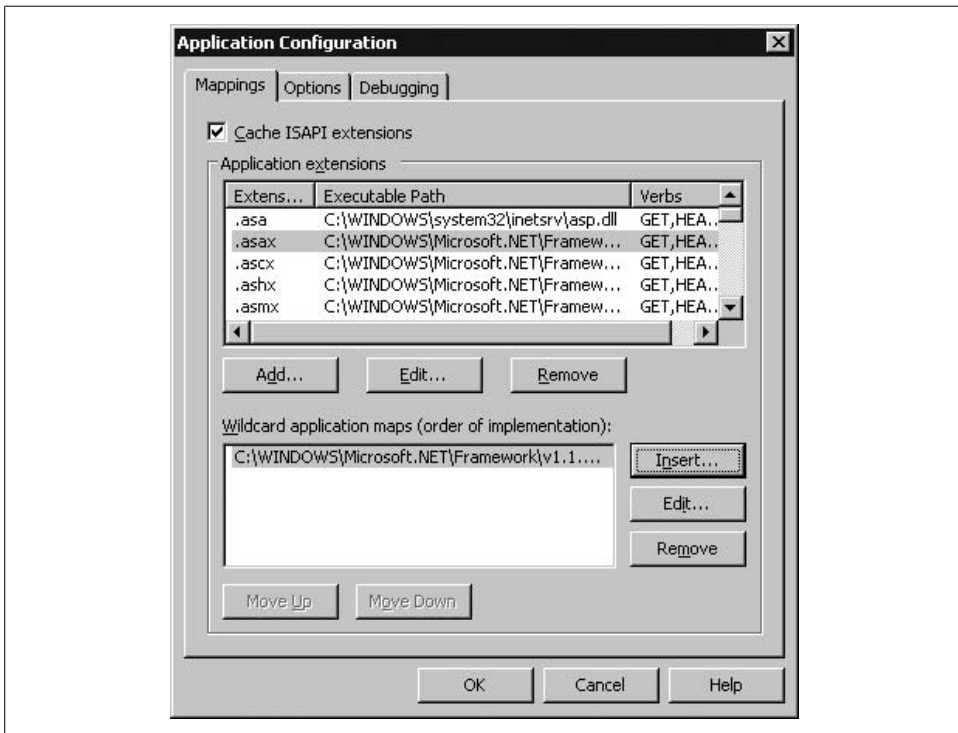 Application Configuration
Mappings Options Debugging
Cache ISAPI extensions
Application extensions
Extens... Executable Path Verbs
.asa C:\WINDOWS\system32\inetsrv\asp.dll GET,HEA..
.asax C:\WINDOWS\Microsoft.NET\Framew... GET,HEA..
.ascx C:\WINDOWS\Microsoft.NET\Framew... GET,HEA..
.ashx C:\WINDOWS\Microsoft.NET\Framew... GET,HEA..
.asmx C:\WINDOWS\Microsoft.NET\Framew... GET,HEA..
Add... Edit... Remove
Wildcard application maps (order of implementation):
C:\WINDOWS\Microsoft.NET\Framework\v1.1....
Insert...
Edit...
Remove
Move Up Move Down
OK Cancel Help